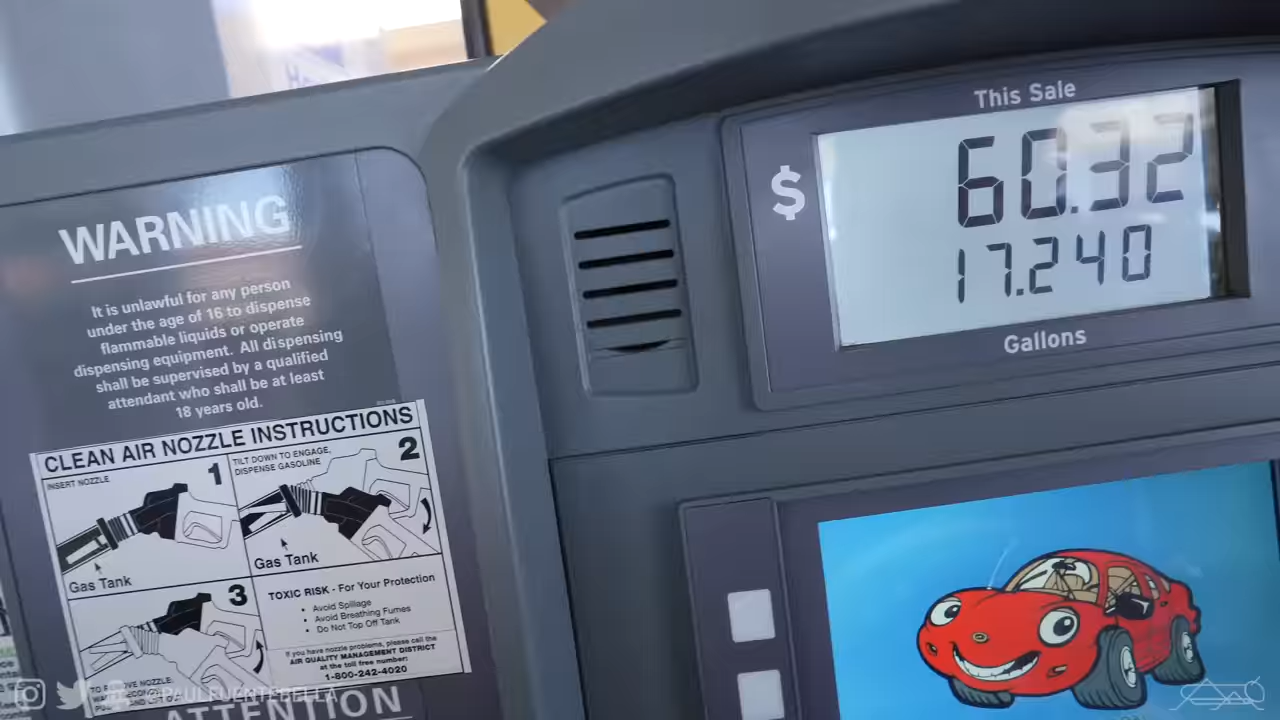 WARNING
It is unlawful for any person
under the age of 16 to dispense
flammable liquids or operate
dispensing equipment. All dispensing
shall be supervised by a qualified
attendant who shall be at least
18 years old.
CLEAN AIR NOZZLE INSTRUCTIONS
INSERT NOZZLE
1
Gas Tank
TILT DOWN TO ENGAGE,
DISPENSE GASOLINE
2
Gas Tank
3
TOXIC RISK - For Your Protection
• Avoid Spillage
• Avoid Breathing Fumes
• Do Not Top Off Tank
If you have nozzle problems, please call the
AIR QUALITY MANAGEMENT DISTRICT
at the toll free number:
1-800-242-4020
TO REMOVE NOZZLE:
ATTENTION
This Sale
$ 60.32
17.240
Gallons
PAULFUENTEBELLA